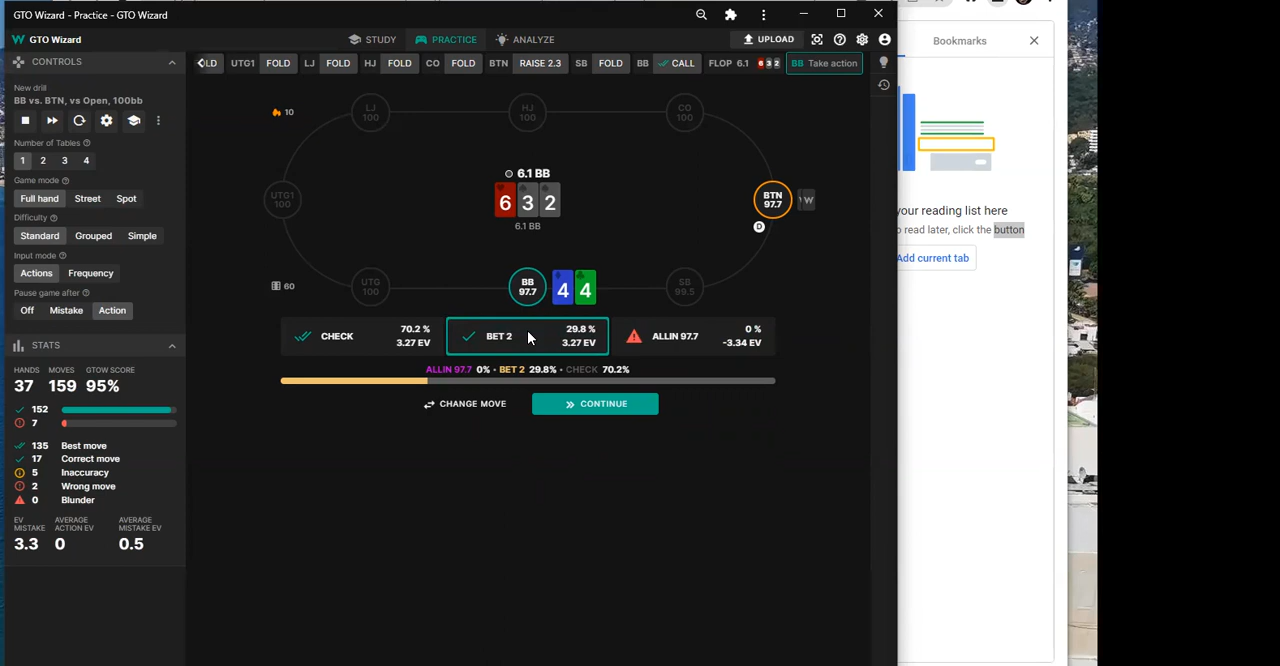 GTO Wizard - Practice - GTO Wizard
GTO Wizard
STUDY
PRACTICE
ANALYZE
UPLOAD
Bookmarks
CONTROLS
UTG1 FOLD LJ FOLD HJ FOLD CO FOLD BTN RAISE 2.3 SB FOLD BB CALL FLOP 6.1 6 3 2 BB Take action
New drill
BB vs. BTN, vs Open, 100bb
Number of Tables
1 2 3 4
Game mode
Full hand Street Spot
Difficulty
Standard Grouped Simple
Input mode
Actions Frequency
Pause game after
Off Mistake Action
STATS
HANDS MOVES GTOW SCORE
37 159 95%
152
7
135 Best move
17 Correct move
5 Inaccuracy
2 Wrong move
0 Blunder
EV MISTAKE
AVERAGE ACTION EV
AVERAGE MISTAKE EV
3.3 0 0.5
10
LJ
100
HJ
100
CO
100
6.1 BB
6 3 2
6.1 BB
UTG1
100
BTN
97.7
W
D
60
UTG
100
BB
97.7
4 4
SB
99.5
CHECK 70.2 %
3.27 EV
BET 2 29.8 %
3.27 EV
ALLIN 97.7 0 %
-3.34 EV
ALLIN 97.7 0% • BET 2 29.8% • CHECK 70.2%
CHANGE MOVE
CONTINUE
your reading list here
read later, click the button
Add current tab